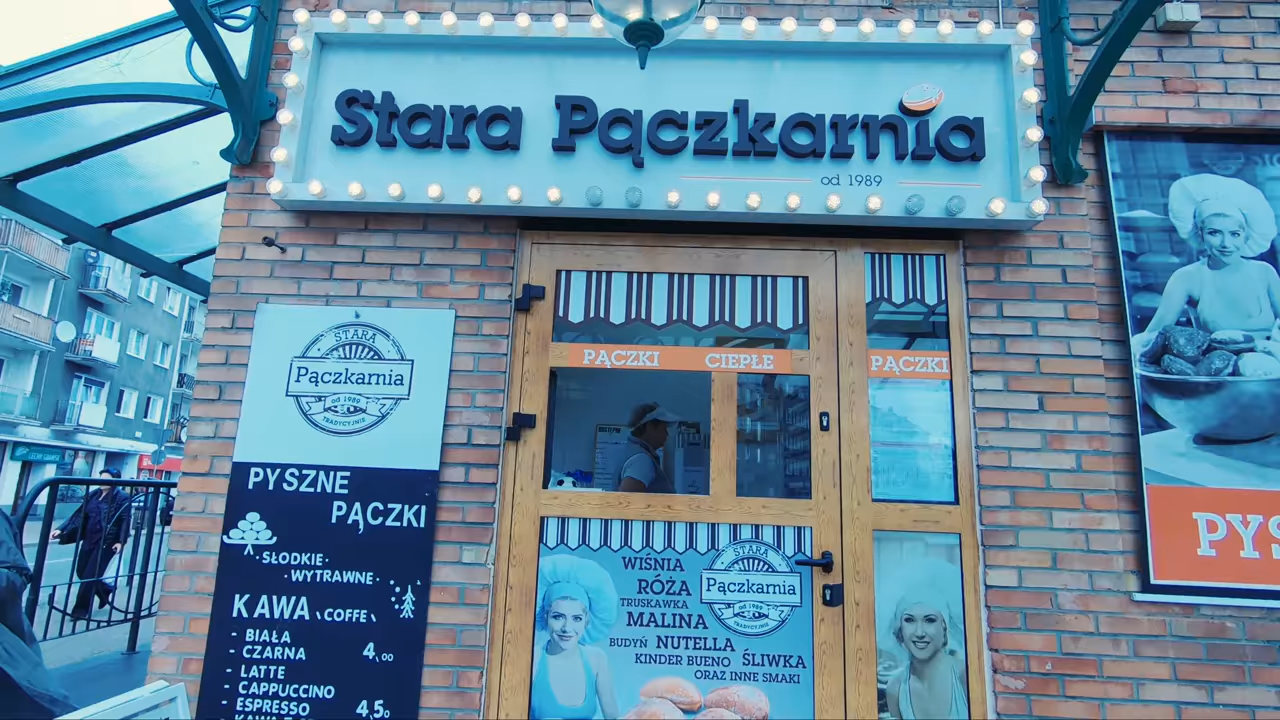 Stara Pączkarnia
od 1989
STARA
Pączkarnia
od 1989
TRADYCYJNIE
PYSZNE
PĄCZKI
·SŁODKIE·
·WYTRAWNE·
KAWA (COFFE)
- BIAŁA
- CZARNA 4,00
- LATTE
- CAPPUCCINO
- ESPRESSO 4,50
PĄCZKI CIEPŁE
PĄCZKI
WIŚNIA
RÓŻA
TRUSKAWKA
MALINA
BUDYŃ NUTELLA
KINDER BUENO ŚLIWKA
ORAZ INNE SMAKI
STARA
Pączkarnia
od 1989
TRADYCYJNIE
PYS